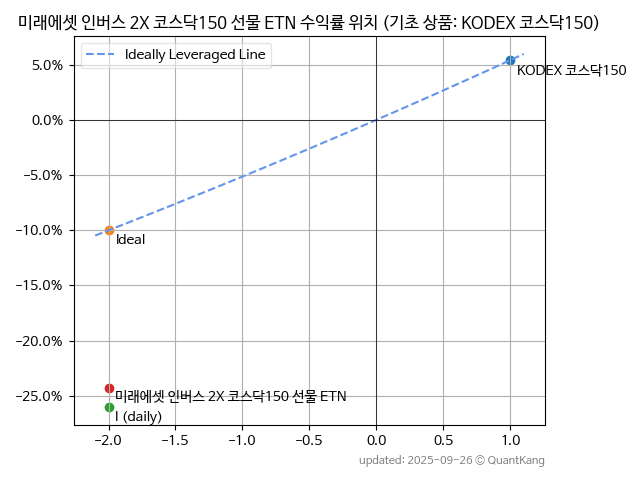 미래에셋 인버스 2X 코스닥150 선물 ETN 수익률 위치 (기초 상품: KODEX 코스닥150)
Ideally Leveraged Line
5.0%
KODEX 코스닥150
0.0%
−5.0%
−10.0%
Ideal
−15.0%
−20.0%
−25.0%
미래에셋 인버스 2X 코스닥150 선물 ETN
I (daily)
−2.0 −1.5 −1.0 −0.5 0.0 0.5 1.0
updated: 2025-09-26 © QuantKang